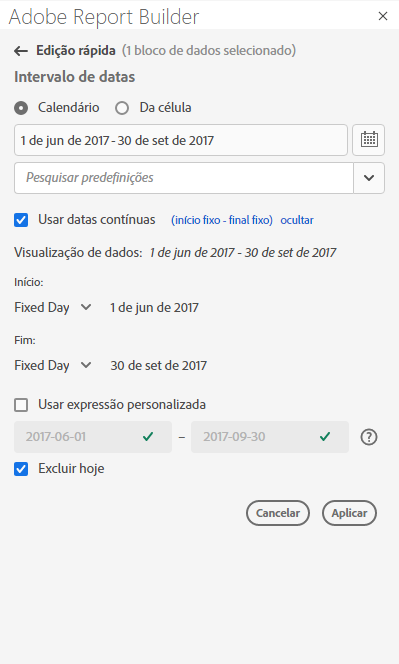 Adobe Report Builder
Edição rápida (1 bloco de dados selecionado)
Intervalo de datas
Calendário Da célula
1 de jun de 2017 - 30 de set de 2017
Pesquisar predefinições
Usar datas contínuas (início fixo - final fixo) ocultar
Visualização de dados: 1 de jun de 2017 - 30 de set de 2017
Início:
Fixed Day 1 de jun de 2017
Fim:
Fixed Day 30 de set de 2017
Usar expressão personalizada
2017-06-01 – 2017-09-30 ?
Excluir hoje
Cancelar Aplicar